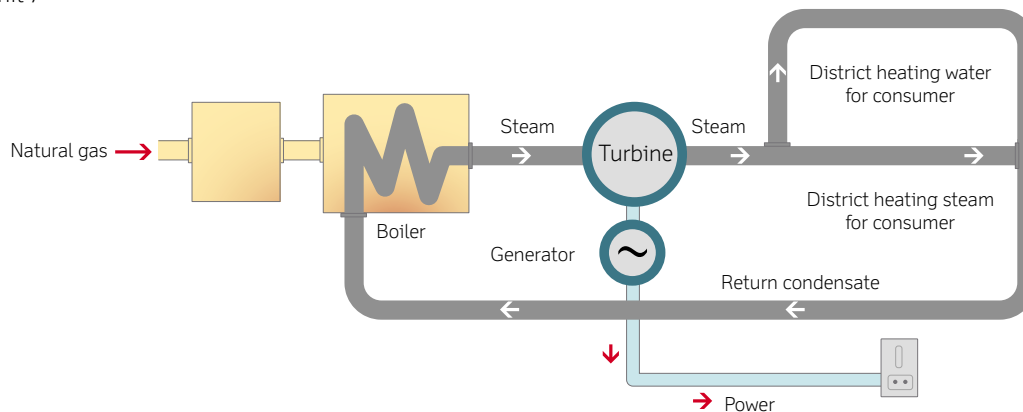 Natural gas
Boiler
Steam
Turbine
Steam
District heating water
for consumer
District heating steam
for consumer
Generator
~
Return condensate
Power